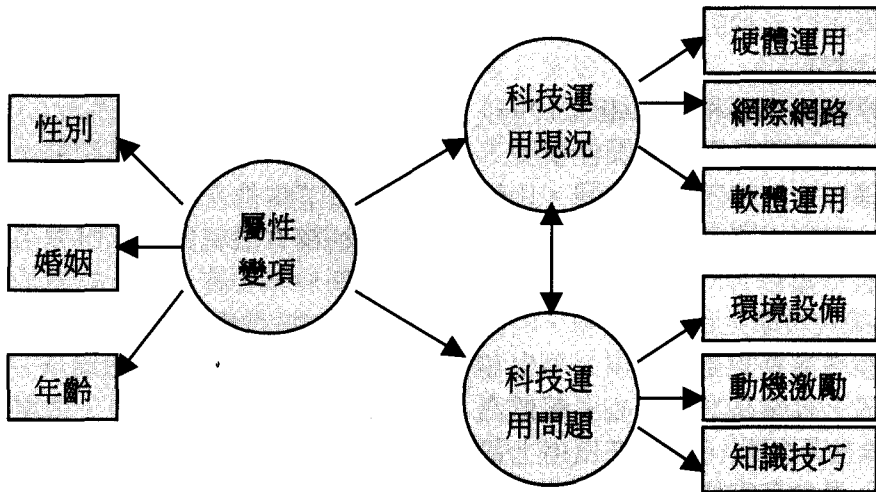 性別
婚姻
年齡
屬性
變項
科技運
用現況
科技運
用問題
硬體運用
網際網路
軟體運用
環境設備
動機激勵
知識技巧